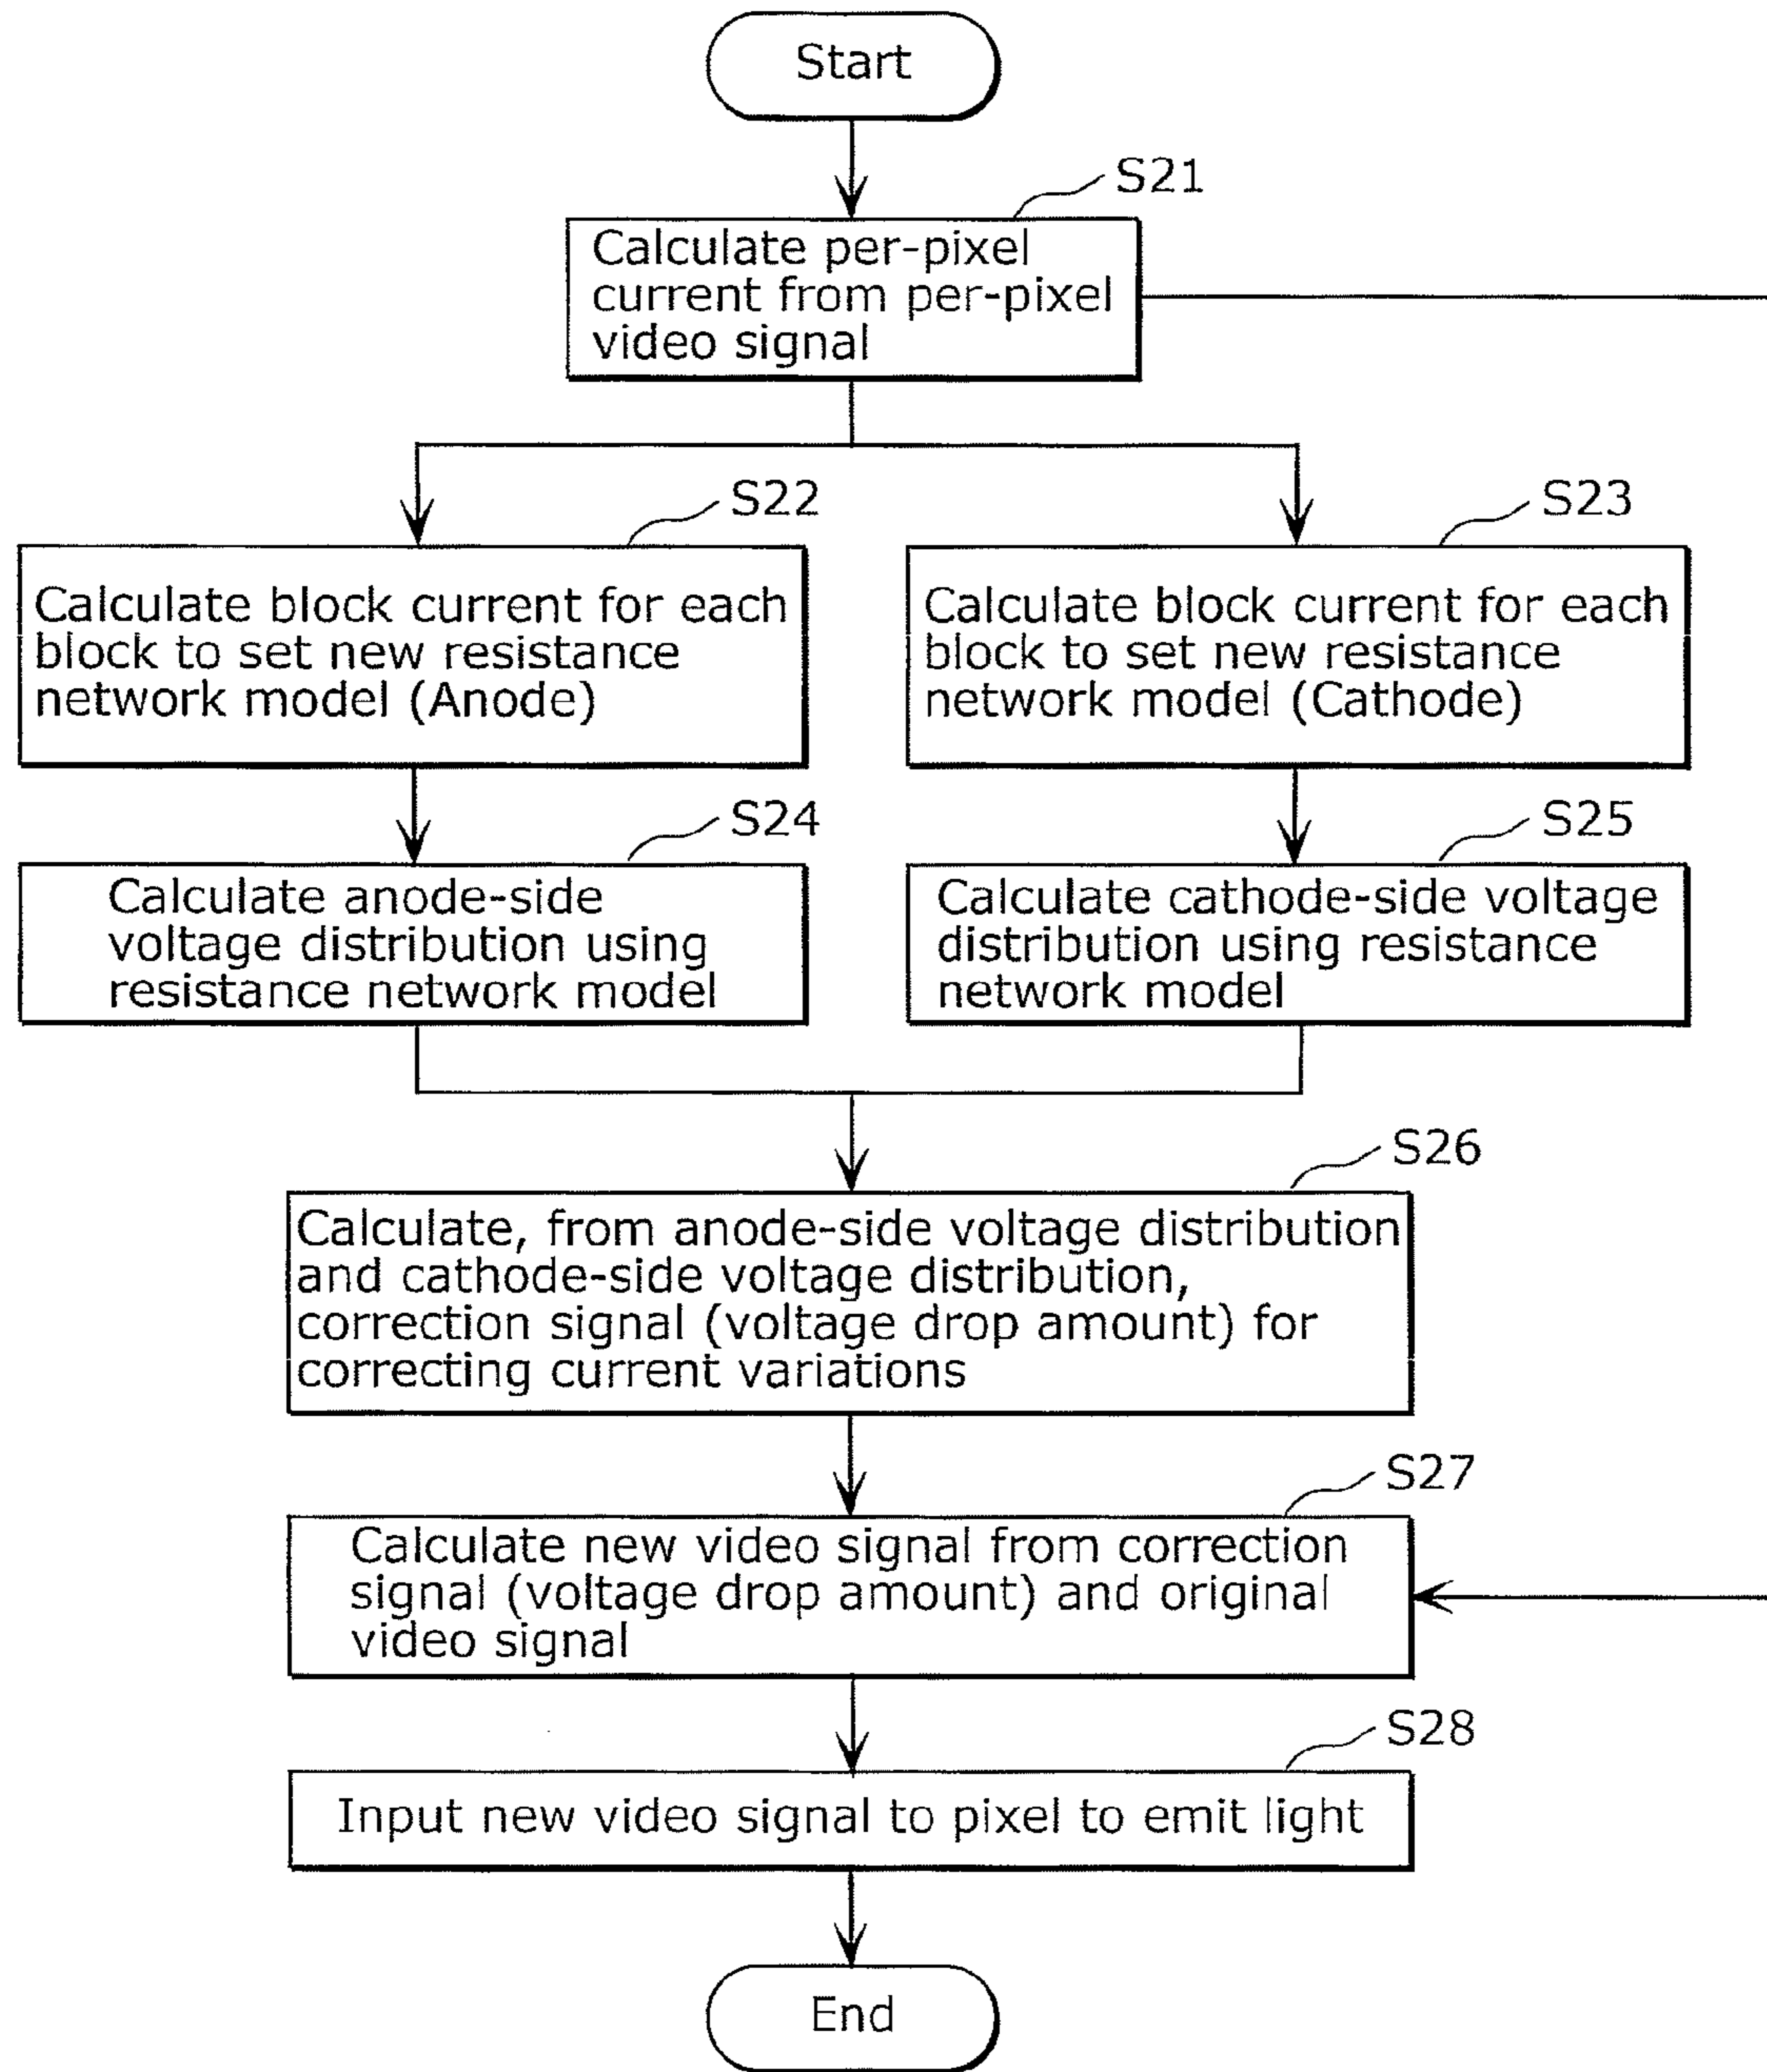 Start
S21
Calculate per-pixel
current from per-pixel
video signal
S22
Calculate block current for each
block to set new resistance
network model (Anode)
S23
Calculate block current for each
block to set new resistance
network model (Cathode)
S24
Calculate anode-side
voltage distribution using
resistance network model
S25
Calculate cathode-side voltage
distribution using resistance
network model
S26
Calculate, from anode-side voltage distribution
and cathode-side voltage distribution,
correction signal (voltage drop amount) for
correcting current variations
S27
Calculate new video signal from correction
signal (voltage drop amount) and original
video signal
S28
Input new video signal to pixel to emit light
End